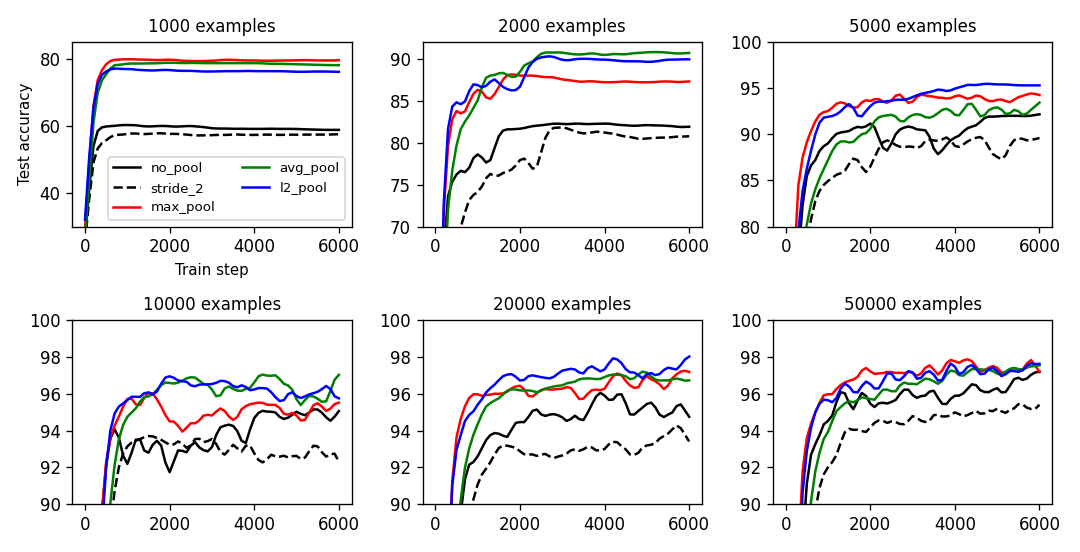 1000 examples
80
60
40
Test accuracy
no_pool
stride_2
max_pool
avg_pool
l2_pool
0 2000 4000 6000
Train step
2000 examples
90
85
80
75
70
0 2000 4000 6000
5000 examples
100
95
90
85
80
0 2000 4000 6000
10000 examples
100
98
96
94
92
90
0 2000 4000 6000
20000 examples
100
98
96
94
92
90
0 2000 4000 6000
50000 examples
100
98
96
94
92
90
0 2000 4000 6000